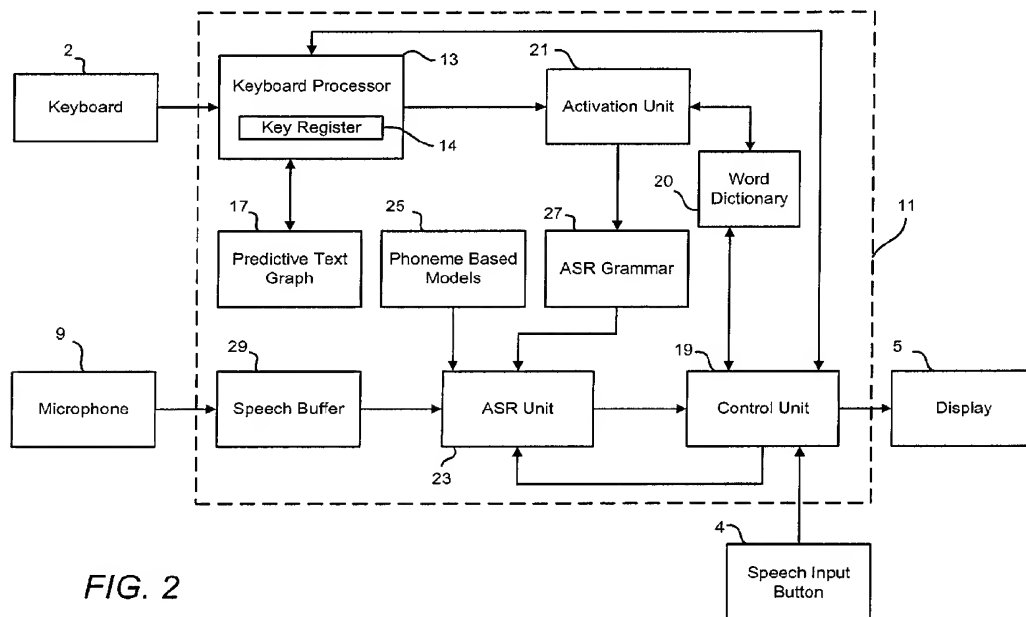 2
Keyboard
13
Keyboard Processor
Key Register
14
21
Activation Unit
20
Word
Dictionary
11
17
Predictive Text
Graph
25
Phoneme Based
Models
27
ASR Grammar
9
Microphone
29
Speech Buffer
ASR Unit
23
19
Control Unit
5
Display
4
Speech Input
Button
FIG. 2